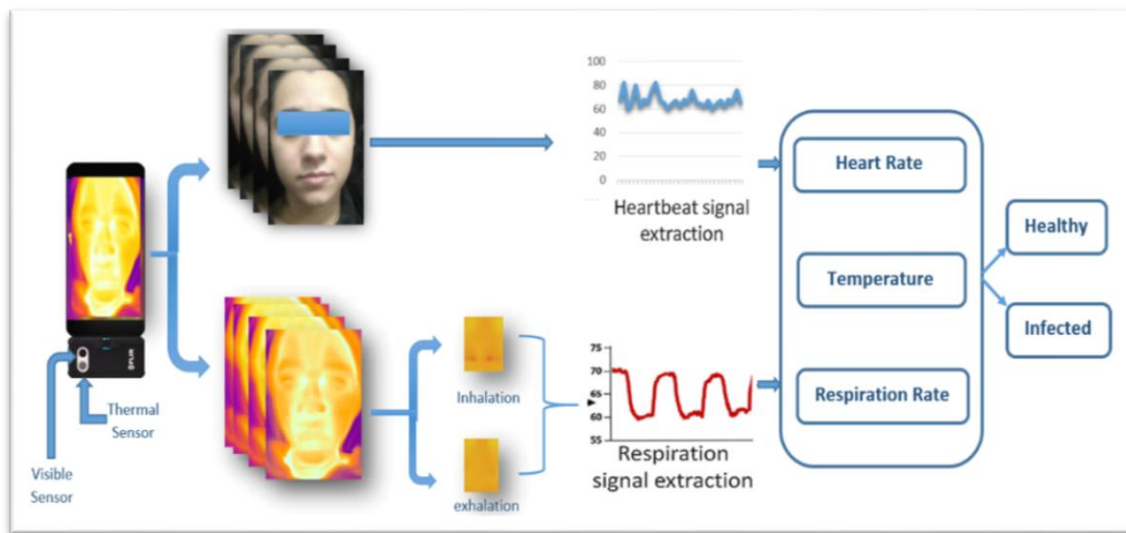 100
80
60
40
20
0
Heartbeat signal
extraction
Heart Rate
Temperature
Respiration Rate
Healthy
Infected
Inhalation
exhalation
75
70
65
60
55
Respiration
signal extraction
FLIR
Thermal
Sensor
Visible
Sensor